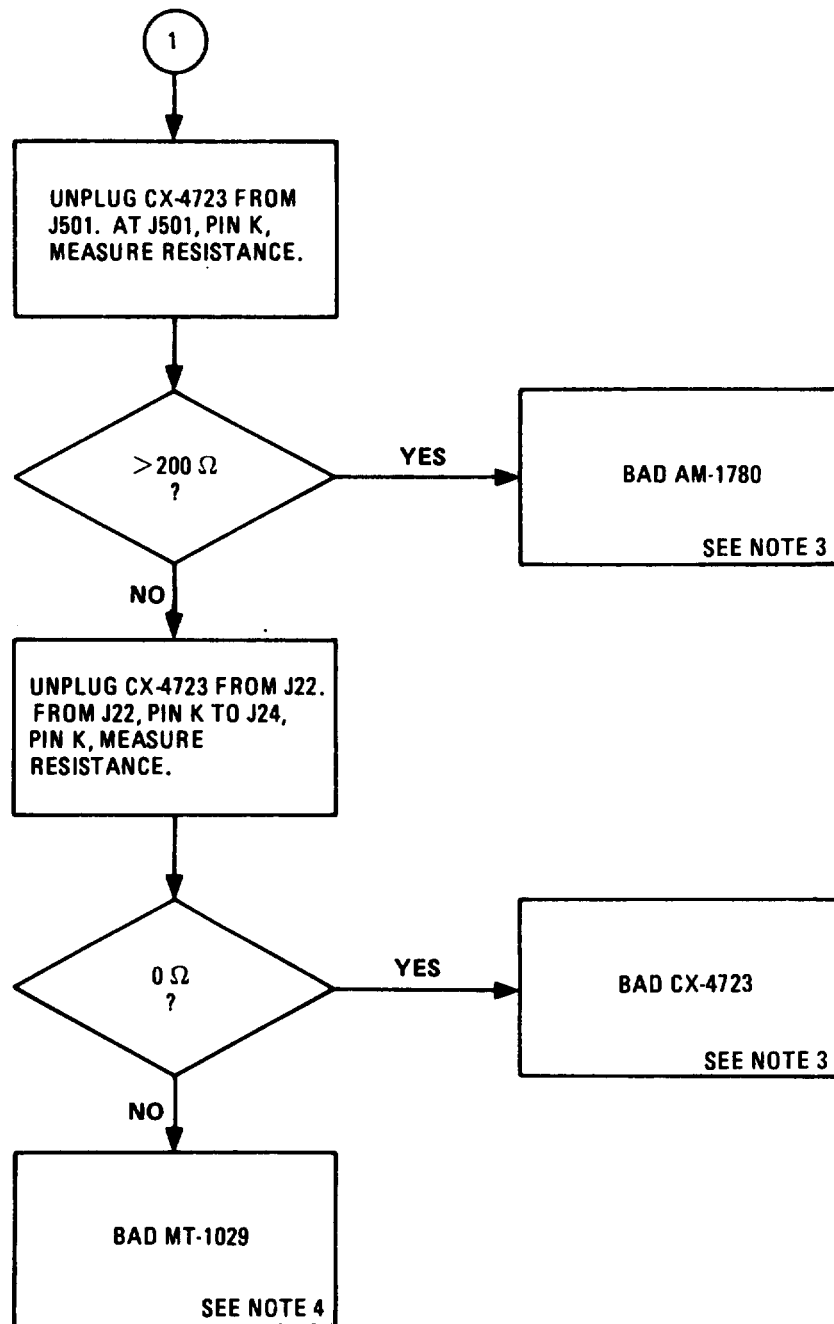 1
UNPLUG CX-4723 FROM
J501. AT J501, PIN K,
MEASURE RESISTANCE.
>200 Ω
?
YES
BAD AM-1780
SEE NOTE 3
NO
UNPLUG CX-4723 FROM J22.
FROM J22, PIN K TO J24,
PIN K, MEASURE
RESISTANCE.
0 Ω
?
YES
BAD CX-4723
SEE NOTE 3
NO
BAD MT-1029
SEE NOTE 4